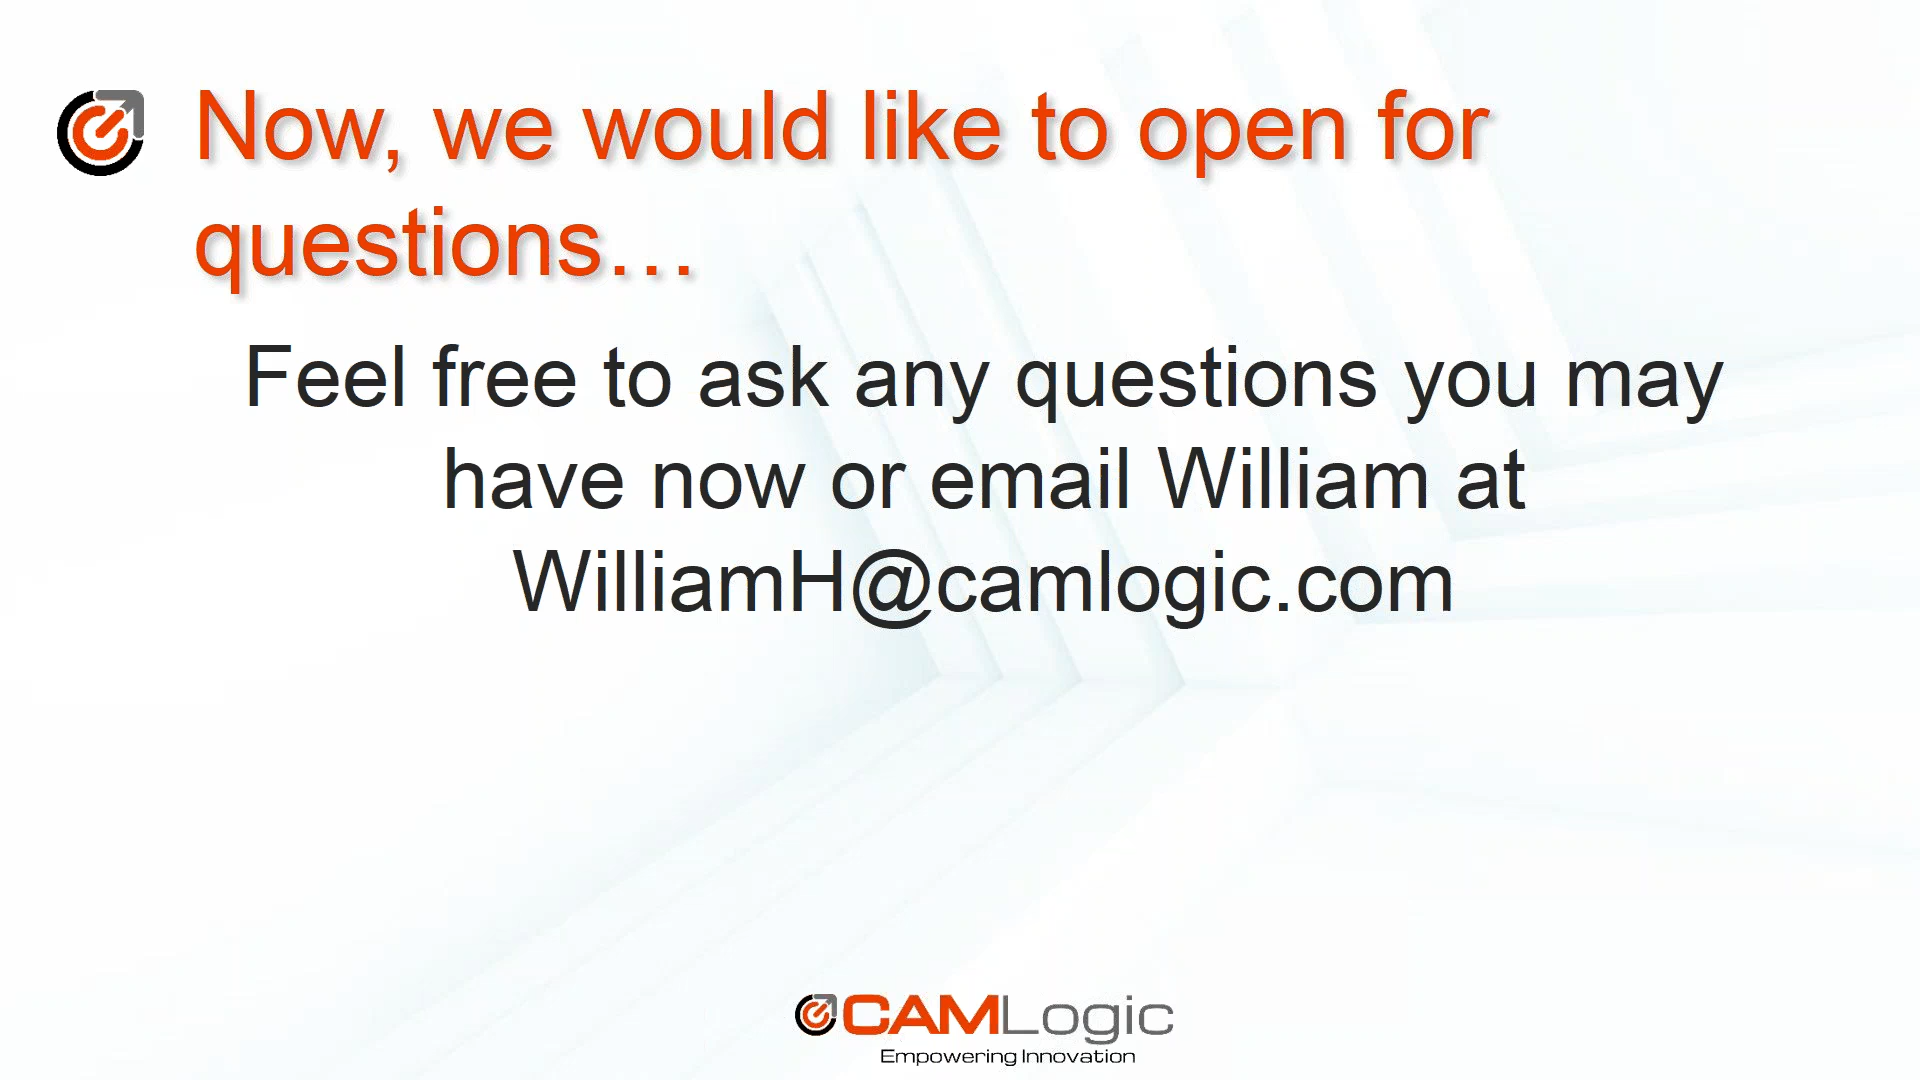 Now, we would like to open for
questions…
Feel free to ask any questions you may
have now or email William at
WilliamH@camlogic.com
CAMLogic
Empowering Innovation